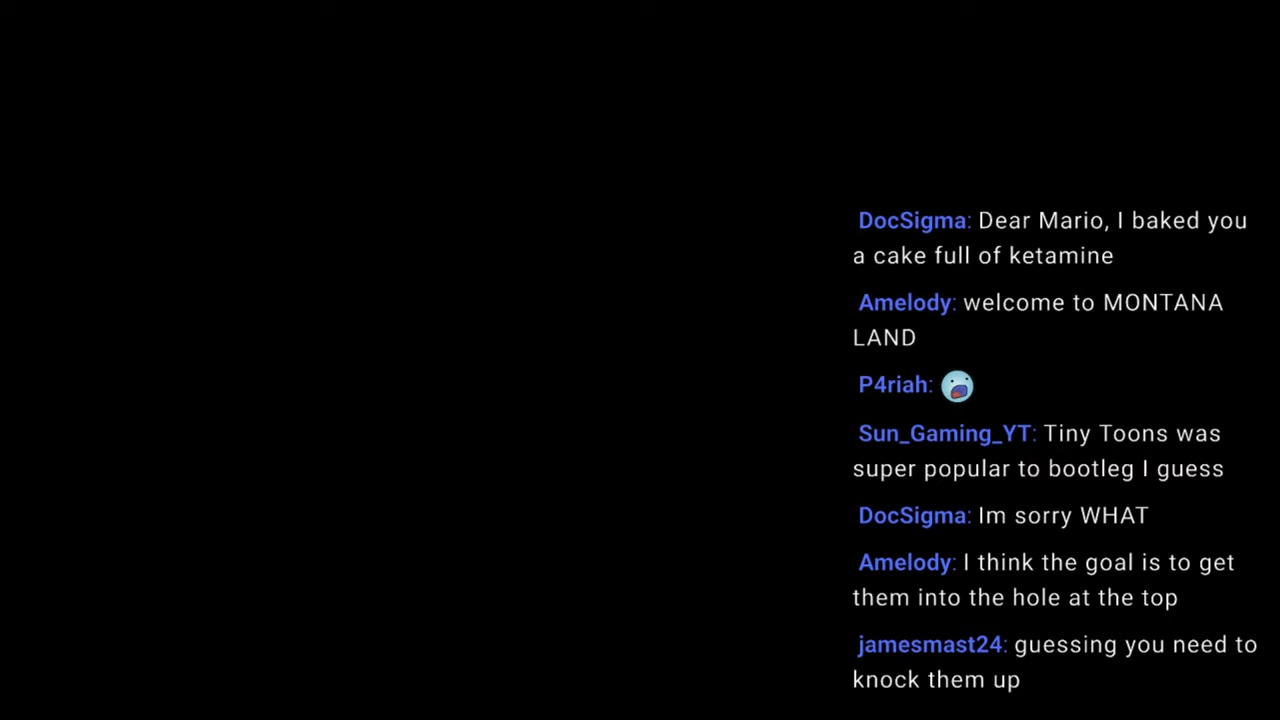 DocSigma: Dear Mario, I baked you
a cake full of ketamine
Amelody: welcome to MONTANA
LAND
P4riah:
Sun_Gaming_YT: Tiny Toons was
super popular to bootleg I guess
DocSigma: Im sorry WHAT
Amelody: I think the goal is to get
them into the hole at the top
jamesmast24: guessing you need to
knock them up